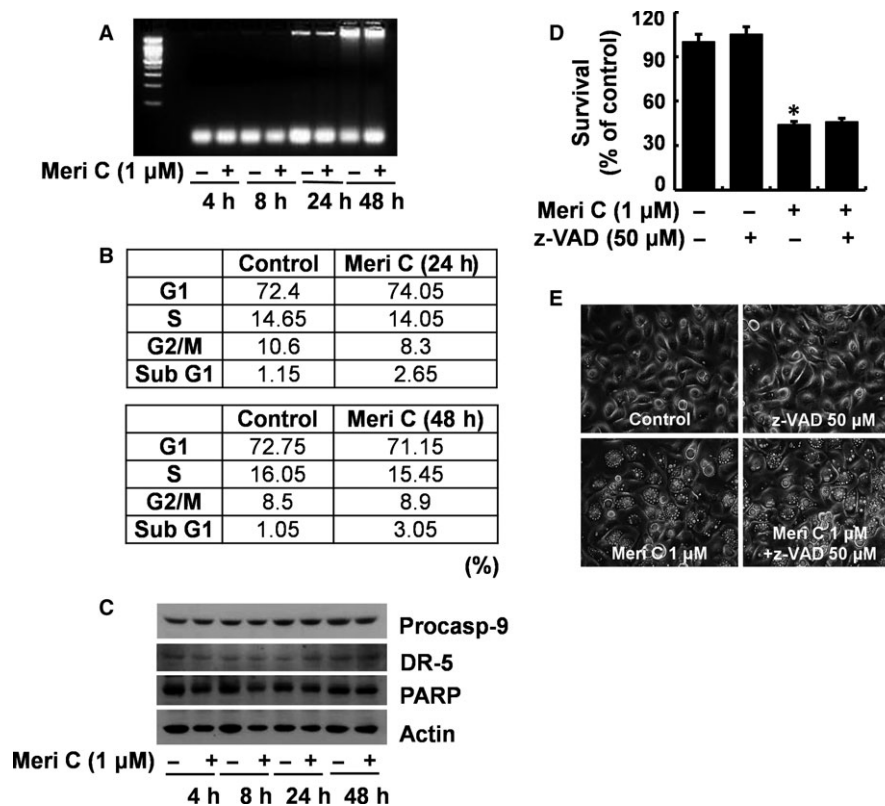 A
Meri C (1 µM) – + – + – + – +
4 h 8 h 24 h 48 h
B
Control Meri C (24 h)
G1 72.4 74.05
S 14.65 14.05
G2/M 10.6 8.3
Sub G1 1.15 2.65
Control Meri C (48 h)
G1 72.75 71.15
S 16.05 15.45
G2/M 8.5 8.9
Sub G1 1.05 3.05
(%)
C
Procasp-9
DR-5
PARP
Actin
Meri C (1 µM) – + – + – + – +
4 h 8 h 24 h 48 h
D
Survival
(% of control)
120
90
60
30
0
*
Meri C (1 µM) – – + +
z-VAD (50 µM) – + – +
E
Control
z-VAD 50 µM
Meri C 1 µM
Meri C 1 µM
+z-VAD 50 µM